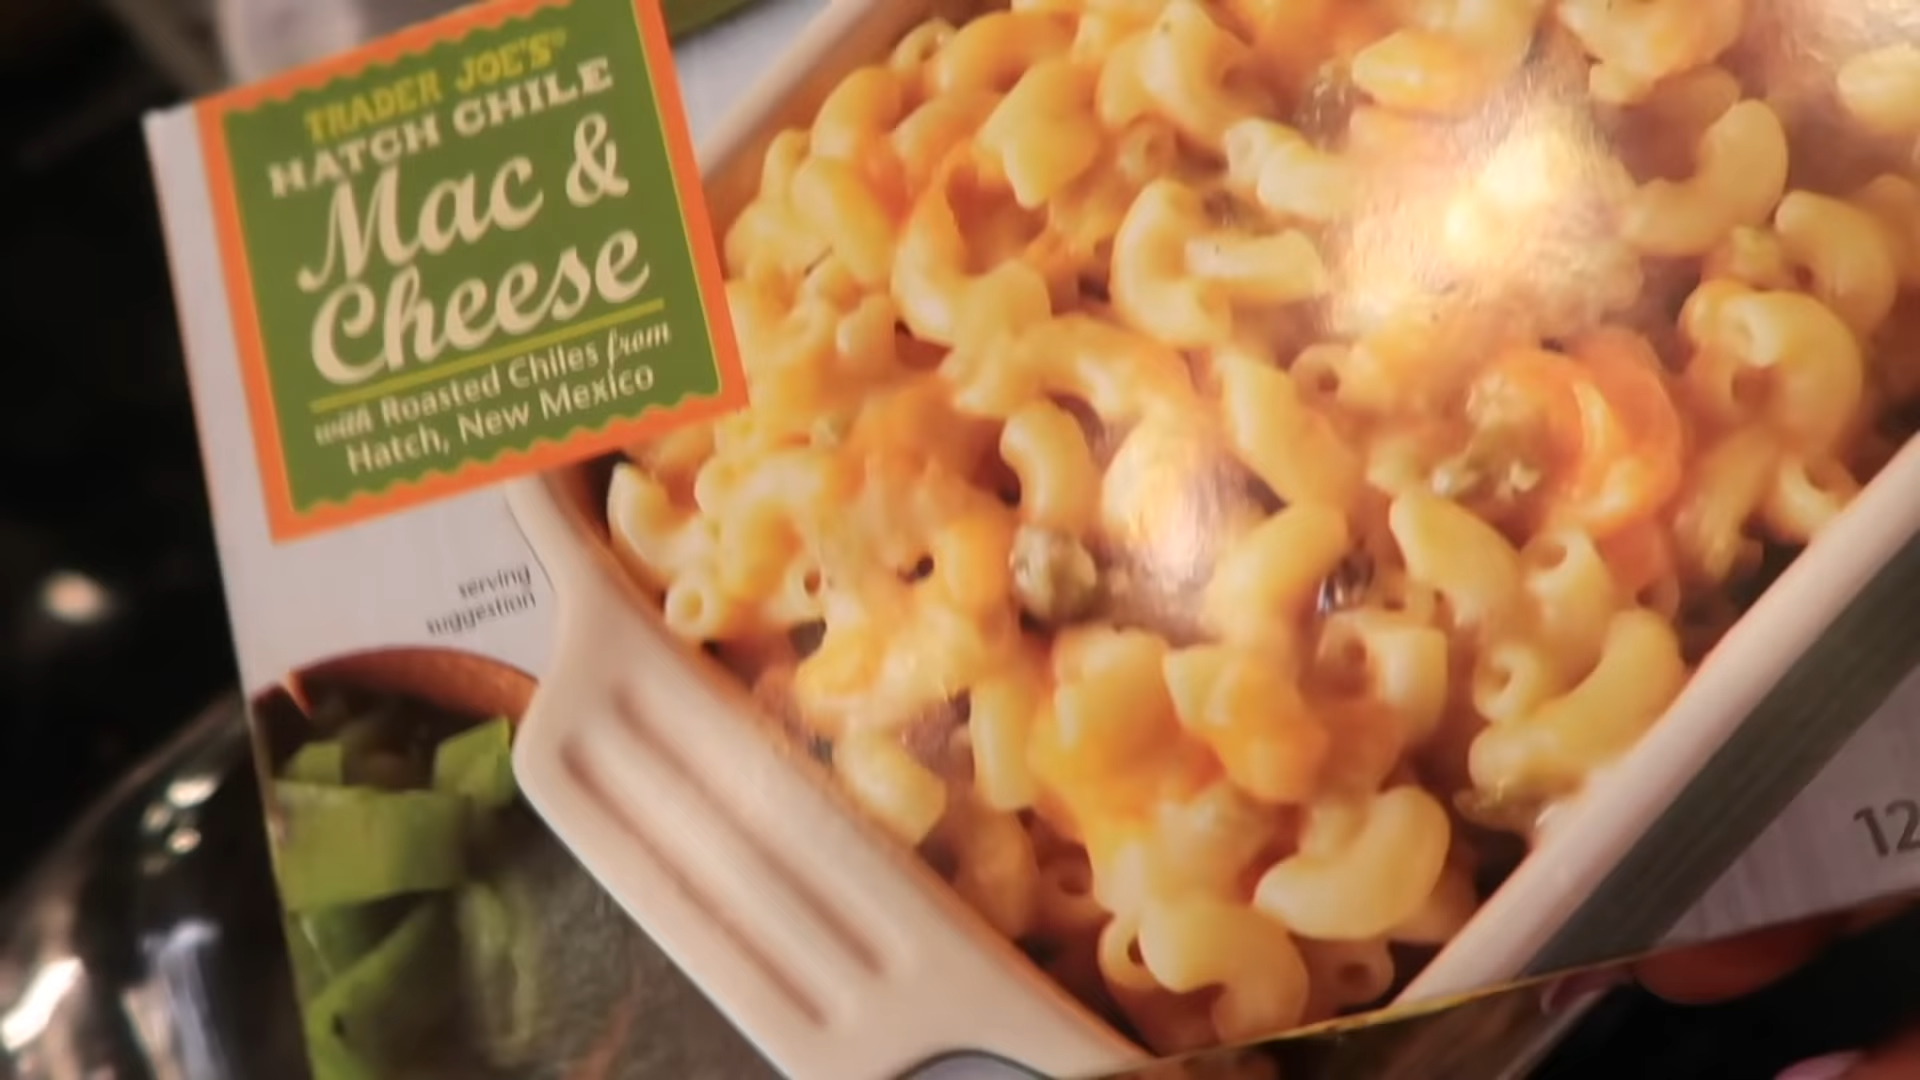 TRADER JOE'S®
HATCH CHILE
Mac &
Cheese
with Roasted Chiles from
Hatch, New Mexico
serving
suggestion
12